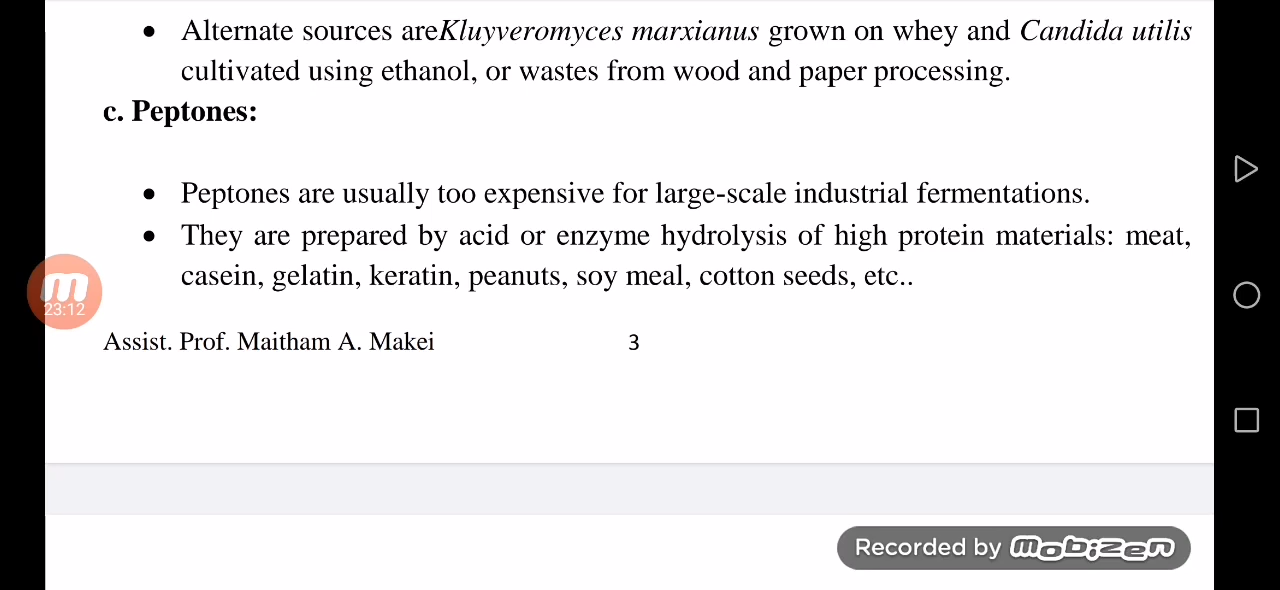 • Alternate sources areKluyveromyces marxianus grown on whey and Candida utilis
cultivated using ethanol, or wastes from wood and paper processing.
c. Peptones:
• Peptones are usually too expensive for large-scale industrial fermentations.
• They are prepared by acid or enzyme hydrolysis of high protein materials: meat,
casein, gelatin, keratin, peanuts, soy meal, cotton seeds, etc..
m
23:12
Assist. Prof. Maitham A. Makei 3
Recorded by mobizen